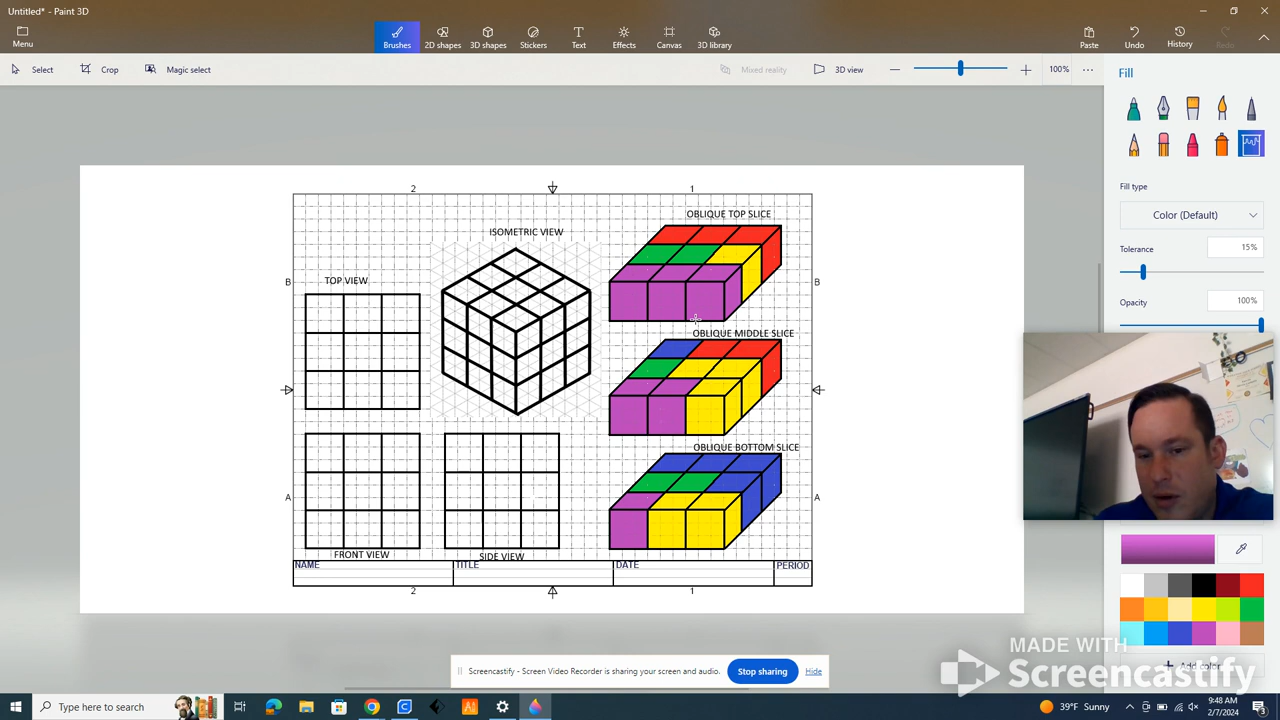 Untitled* - Paint 3D
Menu
Brushes
2D shapes
3D shapes
Stickers
Text
Effects
Canvas
3D library
Paste
Undo
History
Redo
Select
Crop
Magic select
Mixed reality
3D view
100%
Fill
Fill type
Color (Default)
Tolerance
15%
Opacity
100%
2
1
OBLIQUE TOP SLICE
ISOMETRIC VIEW
TOP VIEW
B
B
OBLIQUE MIDDLE SLICE
OBLIQUE BOTTOM SLICE
A
A
FRONT VIEW
SIDE VIEW
NAME
TITLE
DATE
PERIOD
2
1
Add color
MADE WITH
Screencastify
Screencastify - Screen Video Recorder is sharing your screen and audio.
Stop sharing
Hide
Type here to search
39°F Sunny
9:48 AM
2/7/2024
3